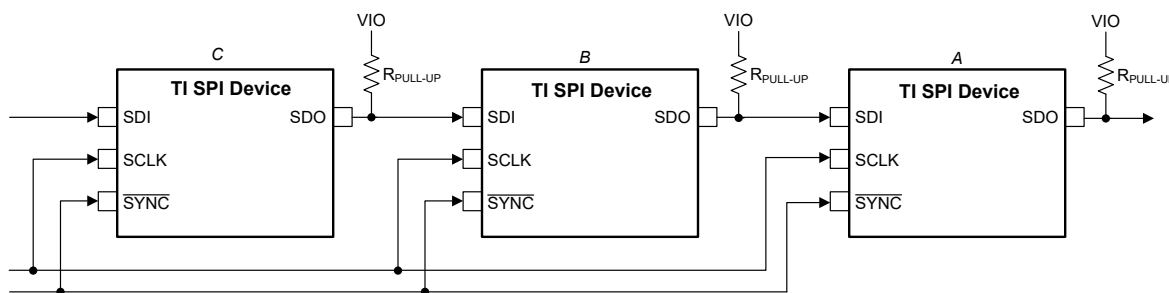 VIO VIO VIO
C B A
TI SPI Device TI SPI Device TI SPI Device
RPULL-UP RPULL-UP RPULL-U
SDI SDO SDI SDO SDI SDO
SCLK SCLK SCLK
SYNC SYNC SYNC